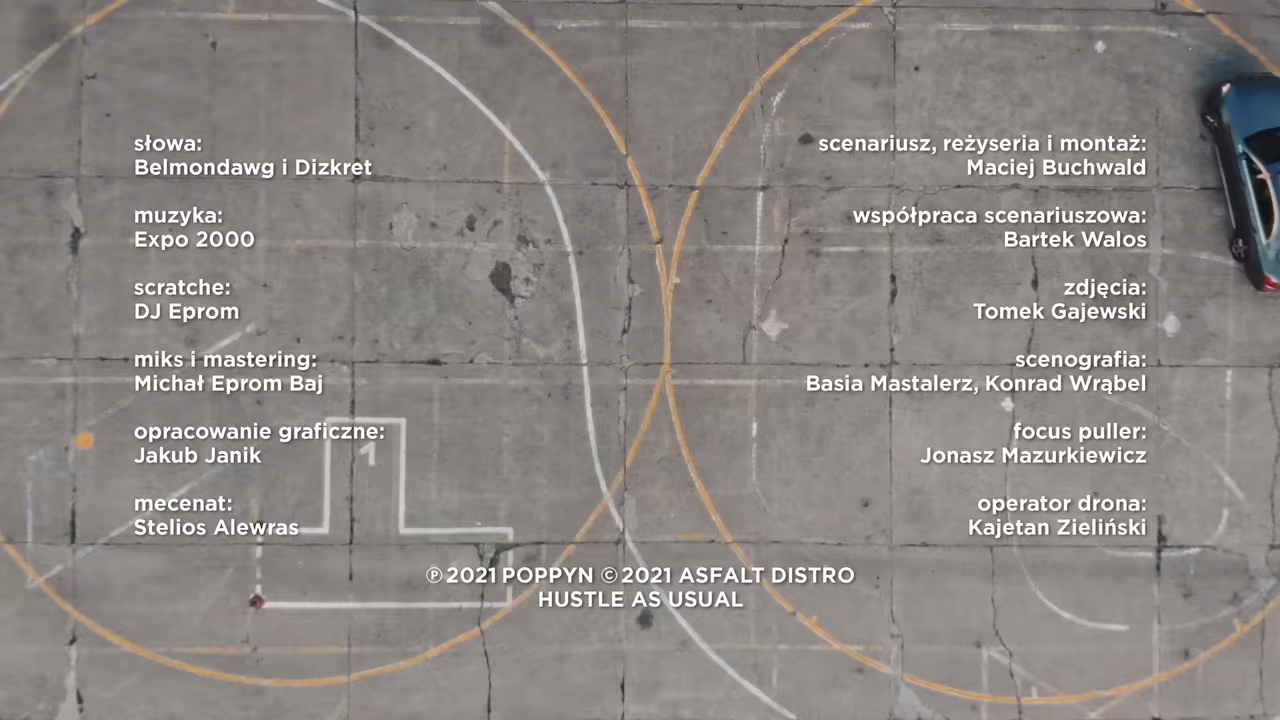 słowa:
Belmondawg i Dizkret
muzyka:
Expo 2000
scratche:
DJ Eprom
miks i mastering:
Michał Eprom Baj
opracowanie graficzne:
Jakub Janik
mecenat:
Stelios Alewras
scenariusz, reżyseria i montaż:
Maciej Buchwald
współpraca scenariuszowa:
Bartek Walos
zdjęcia:
Tomek Gajewski
scenografia:
Basia Mastalerz, Konrad Wrąbel
focus puller:
Jonasz Mazurkiewicz
operator drona:
Kajetan Zieliński
1
℗ 2021 POPPYN © 2021 ASFALT DISTRO
HUSTLE AS USUAL